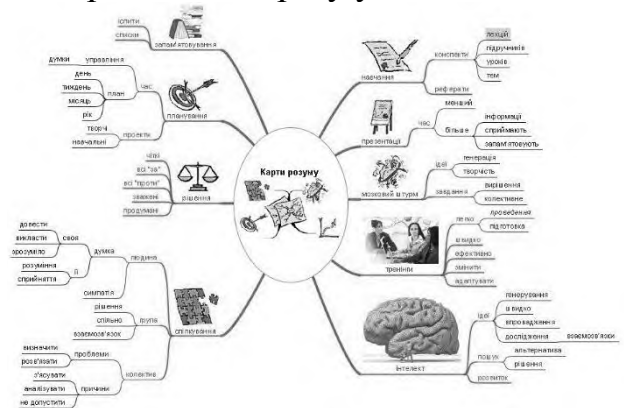 Карти розуму
іспити
списки
запам'ятовування
думки
управління
день
тиждень
місяць
рік
план
час
творчі
навчальні
проекти
планування
чіткі
всі "за"
всі "проти"
зважені
продумані
рішення
довести
викласти
зрозуміло
своя
розуміння
сприйняття
її
думка
симпатія
людина
рішення
спільно
взаємозв'язок
група
визначити
розв'язати
проблеми
з'ясувати
аналізувати
не допустити
причини
колектив
спілкування
лекцій
підручників
уроків
тем
конспекти
реферати
навчання
менший
час
більше
інформації
сприймають
запам'ятовують
презентації
генерація
творчість
ідеї
вирішення
колективне
завдання
мозковий штурм
проведення
підготовка
легко
швидко
ефективно
змінити
адаптувати
тренінги
генерування
швидко
впровадження
дослідження
взаємозв'язки
ідеї
альтернатива
рішення
пошук
розвиток
інтелект